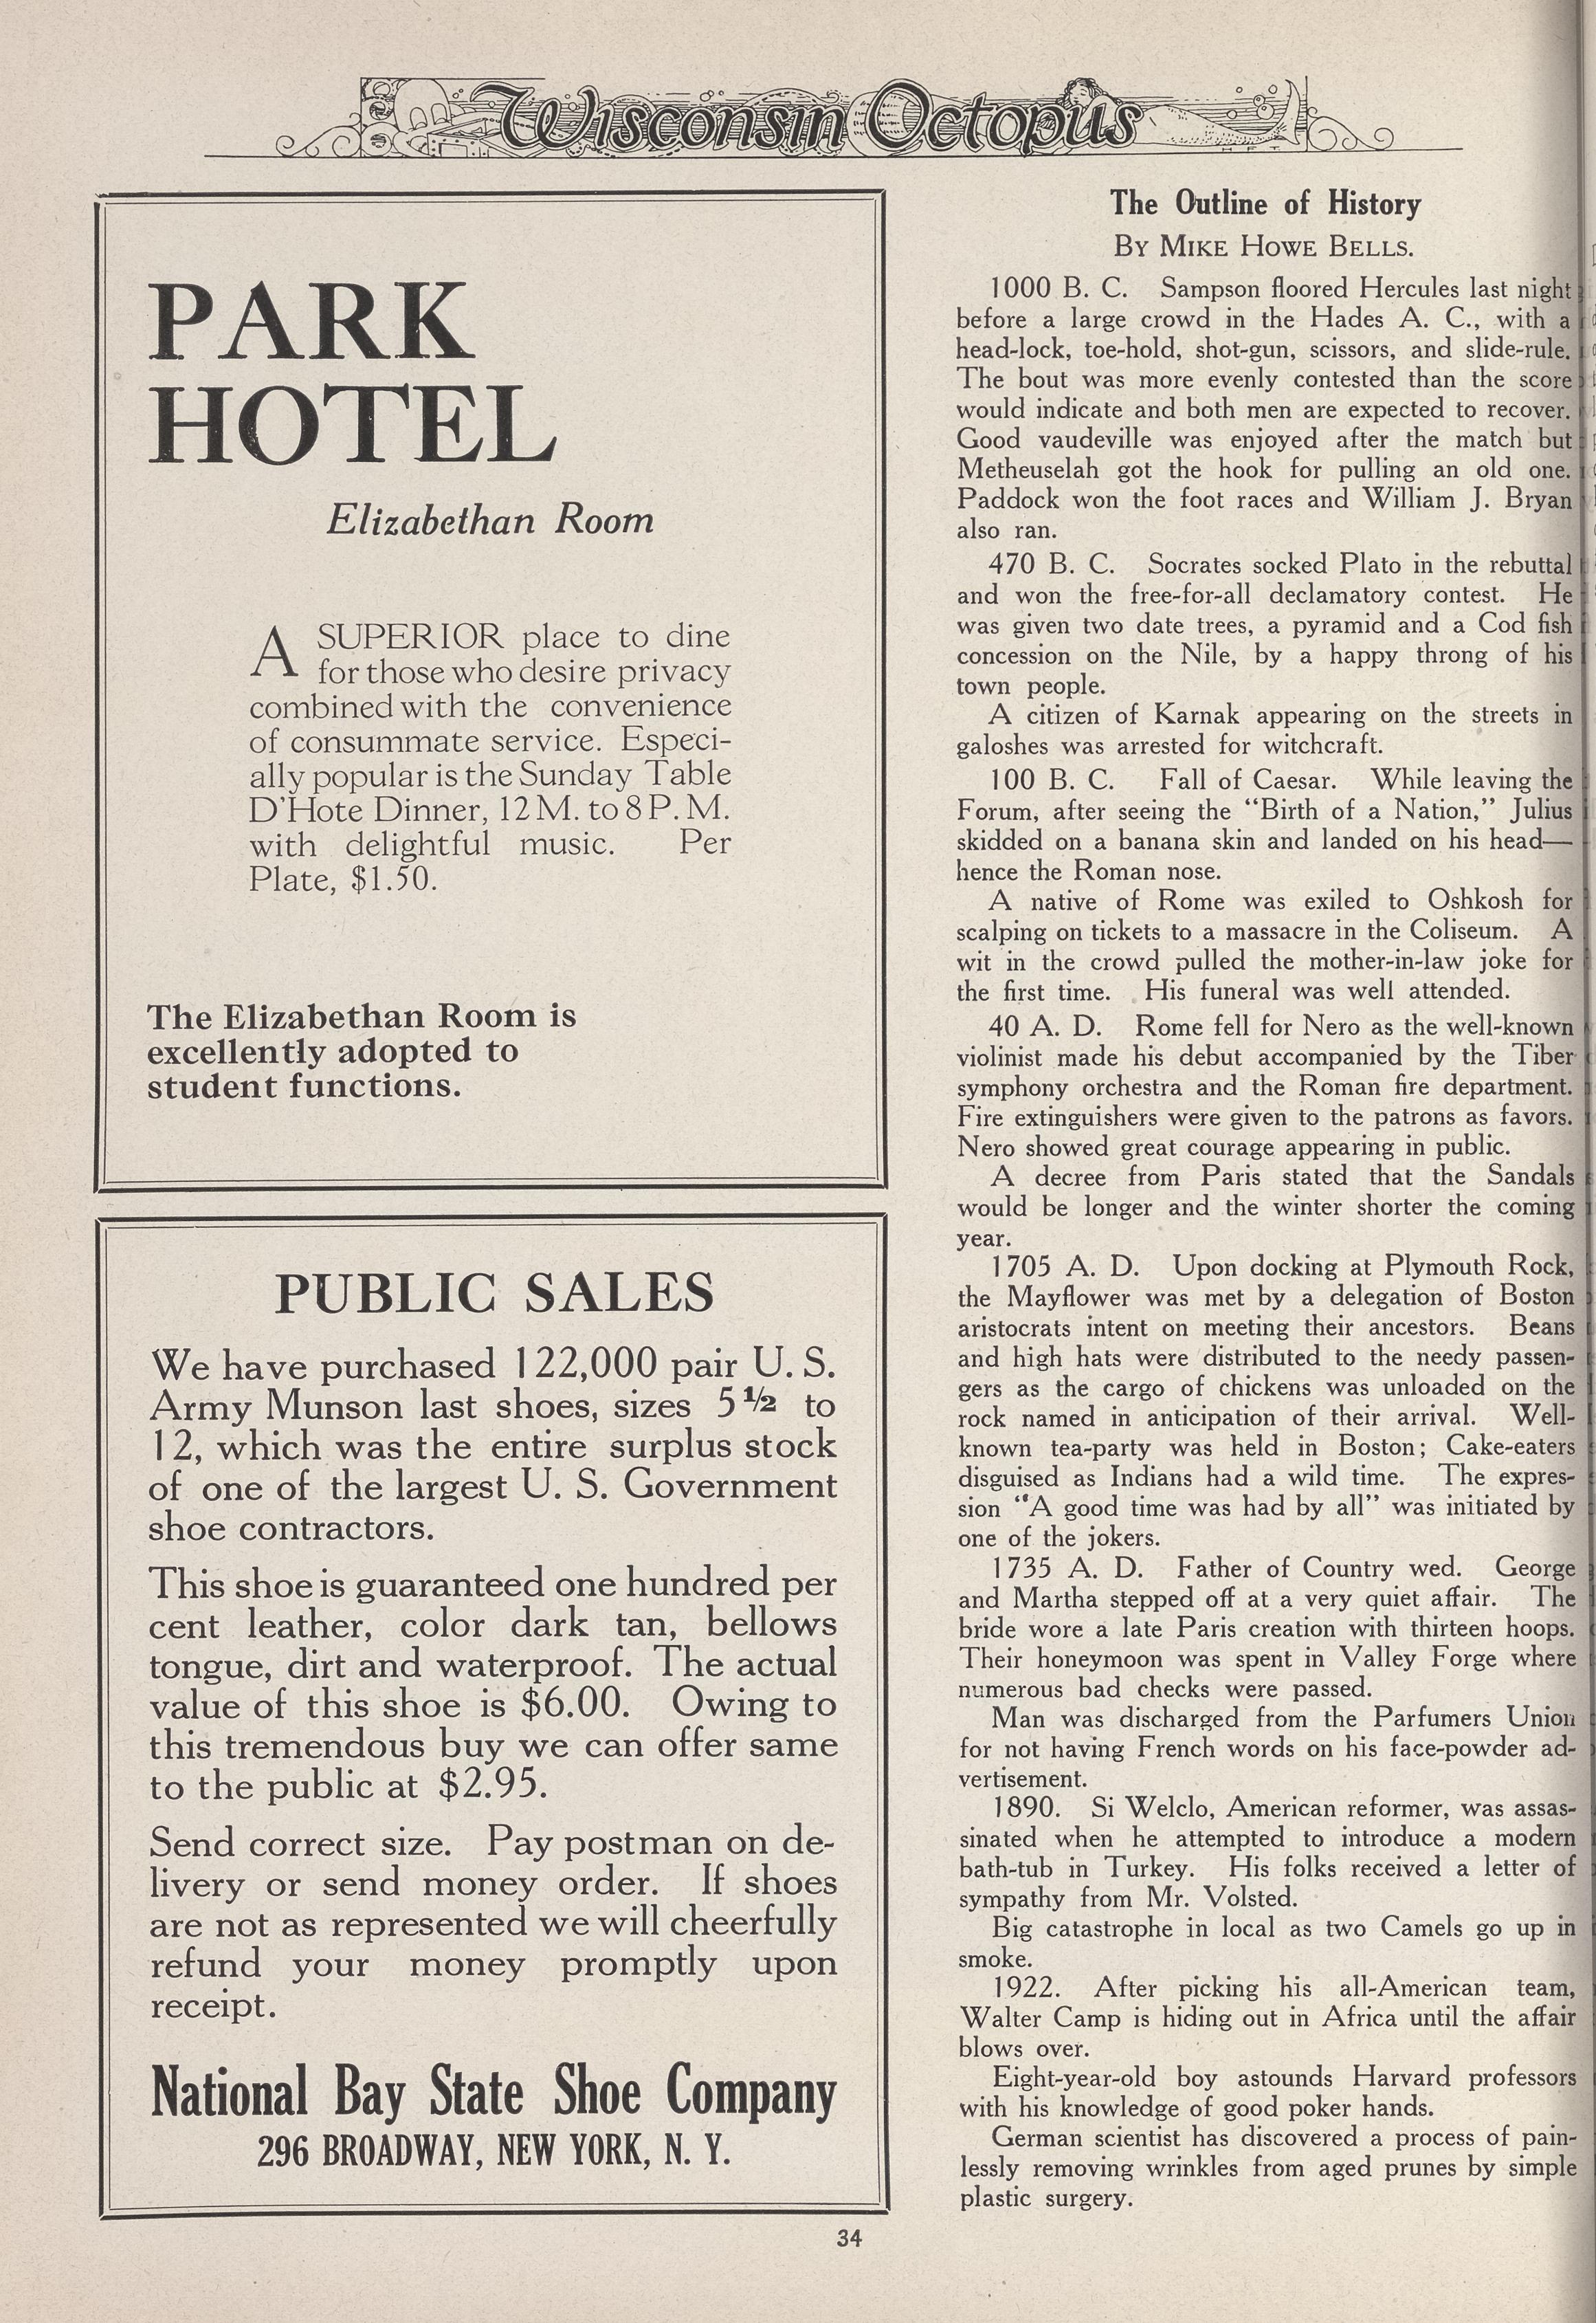 Wisconsin Octopus
PARK
HOTEL
Elizabethan Room
A SUPERIOR place to dine
for those who desire privacy
combined with the convenience
of consummate service. Especi-
ally popular is the Sunday Table
D'Hote Dinner, 12 M. to 8 P. M.
with delightful music. Per
Plate, $1.50.
The Elizabethan Room is
excellently adopted to
student functions.
PUBLIC SALES
We have purchased 122,000 pair U. S.
Army Munson last shoes, sizes 5½ to
12, which was the entire surplus stock
of one of the largest U. S. Government
shoe contractors.
This shoe is guaranteed one hundred per
cent leather, color dark tan, bellows
tongue, dirt and waterproof. The actual
value of this shoe is $6.00. Owing to
this tremendous buy we can offer same
to the public at $2.95.
Send correct size. Pay postman on de-
livery or send money order. If shoes
are not as represented we will cheerfully
refund your money promptly upon
receipt.
National Bay State Shoe Company
296 BROADWAY, NEW YORK, N. Y.
The Outline of History
BY MIKE HOWE BELLS.
1000 B. C. Sampson floored Hercules last night
before a large crowd in the Hades A. C., with a
head-lock, toe-hold, shot-gun, scissors, and slide-rule.
The bout was more evenly contested than the score
would indicate and both men are expected to recover.
Good vaudeville was enjoyed after the match but
Metheuselah got the hook for pulling an old one.
Paddock won the foot races and William J. Bryan
also ran.
470 B. C. Socrates socked Plato in the rebuttal
and won the free-for-all declamatory contest. He
was given two date trees, a pyramid and a Cod fish
concession on the Nile, by a happy throng of his
town people.
A citizen of Karnak appearing on the streets in
galoshes was arrested for witchcraft.
100 B. C. Fall of Caesar. While leaving the
Forum, after seeing the "Birth of a Nation," Julius
skidded on a banana skin and landed on his head—
hence the Roman nose.
A native of Rome was exiled to Oshkosh for
scalping on tickets to a massacre in the Coliseum. A
wit in the crowd pulled the mother-in-law joke for
the first time. His funeral was well attended.
40 A. D. Rome fell for Nero as the well-known
violinist made his debut accompanied by the Tiber
symphony orchestra and the Roman fire department.
Fire extinguishers were given to the patrons as favors.
Nero showed great courage appearing in public.
A decree from Paris stated that the Sandals
would be longer and the winter shorter the coming
year.
1705 A. D. Upon docking at Plymouth Rock,
the Mayflower was met by a delegation of Boston
aristocrats intent on meeting their ancestors. Beans
and high hats were distributed to the needy passen-
gers as the cargo of chickens was unloaded on the
rock named in anticipation of their arrival. Well-
known tea-party was held in Boston; Cake-eaters
disguised as Indians had a wild time. The expres-
sion "A good time was had by all" was initiated by
one of the jokers.
1735 A. D. Father of Country wed. George
and Martha stepped off at a very quiet affair. The
bride wore a late Paris creation with thirteen hoops.
Their honeymoon was spent in Valley Forge where
numerous bad checks were passed.
Man was discharged from the Parfumers Union
for not having French words on his face-powder ad-
vertisement.
1890. Si Welclo, American reformer, was assas-
sinated when he attempted to introduce a modern
bath-tub in Turkey. His folks received a letter of
sympathy from Mr. Volsted.
Big catastrophe in local as two Camels go up in
smoke.
1922. After picking his all-American team,
Walter Camp is hiding out in Africa until the affair
blows over.
Eight-year-old boy astounds Harvard professors
with his knowledge of good poker hands.
German scientist has discovered a process of pain-
lessly removing wrinkles from aged prunes by simple
plastic surgery.
34